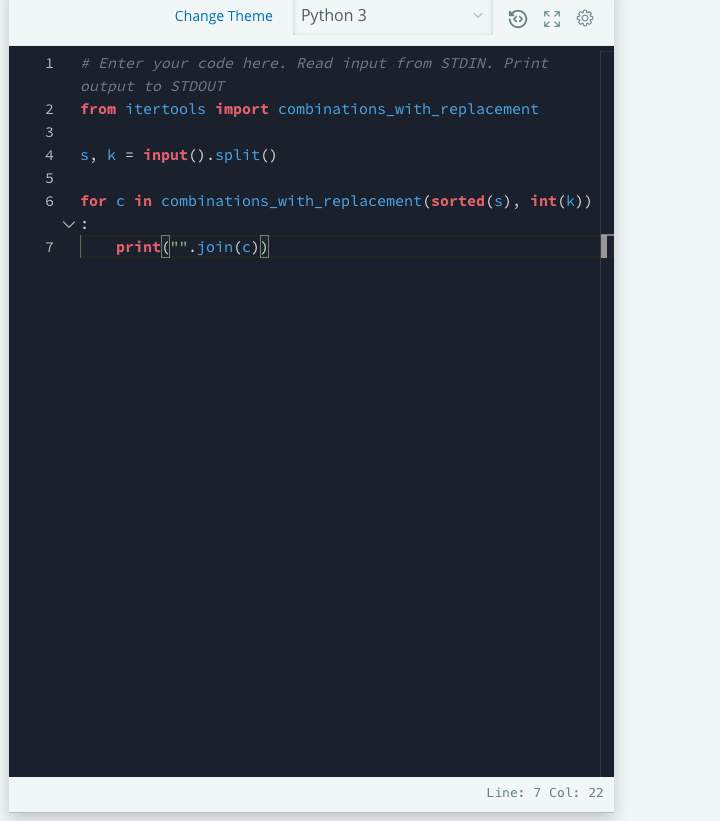 Change Theme Python 3
1 # Enter your code here. Read input from STDIN. Print
output to STDOUT
2 from itertools import combinations_with_replacement
3
4 s, k = input().split()
5
6 for c in combinations_with_replacement(sorted(s), int(k))
:
7     print("".join(c))
Line: 7 Col: 22